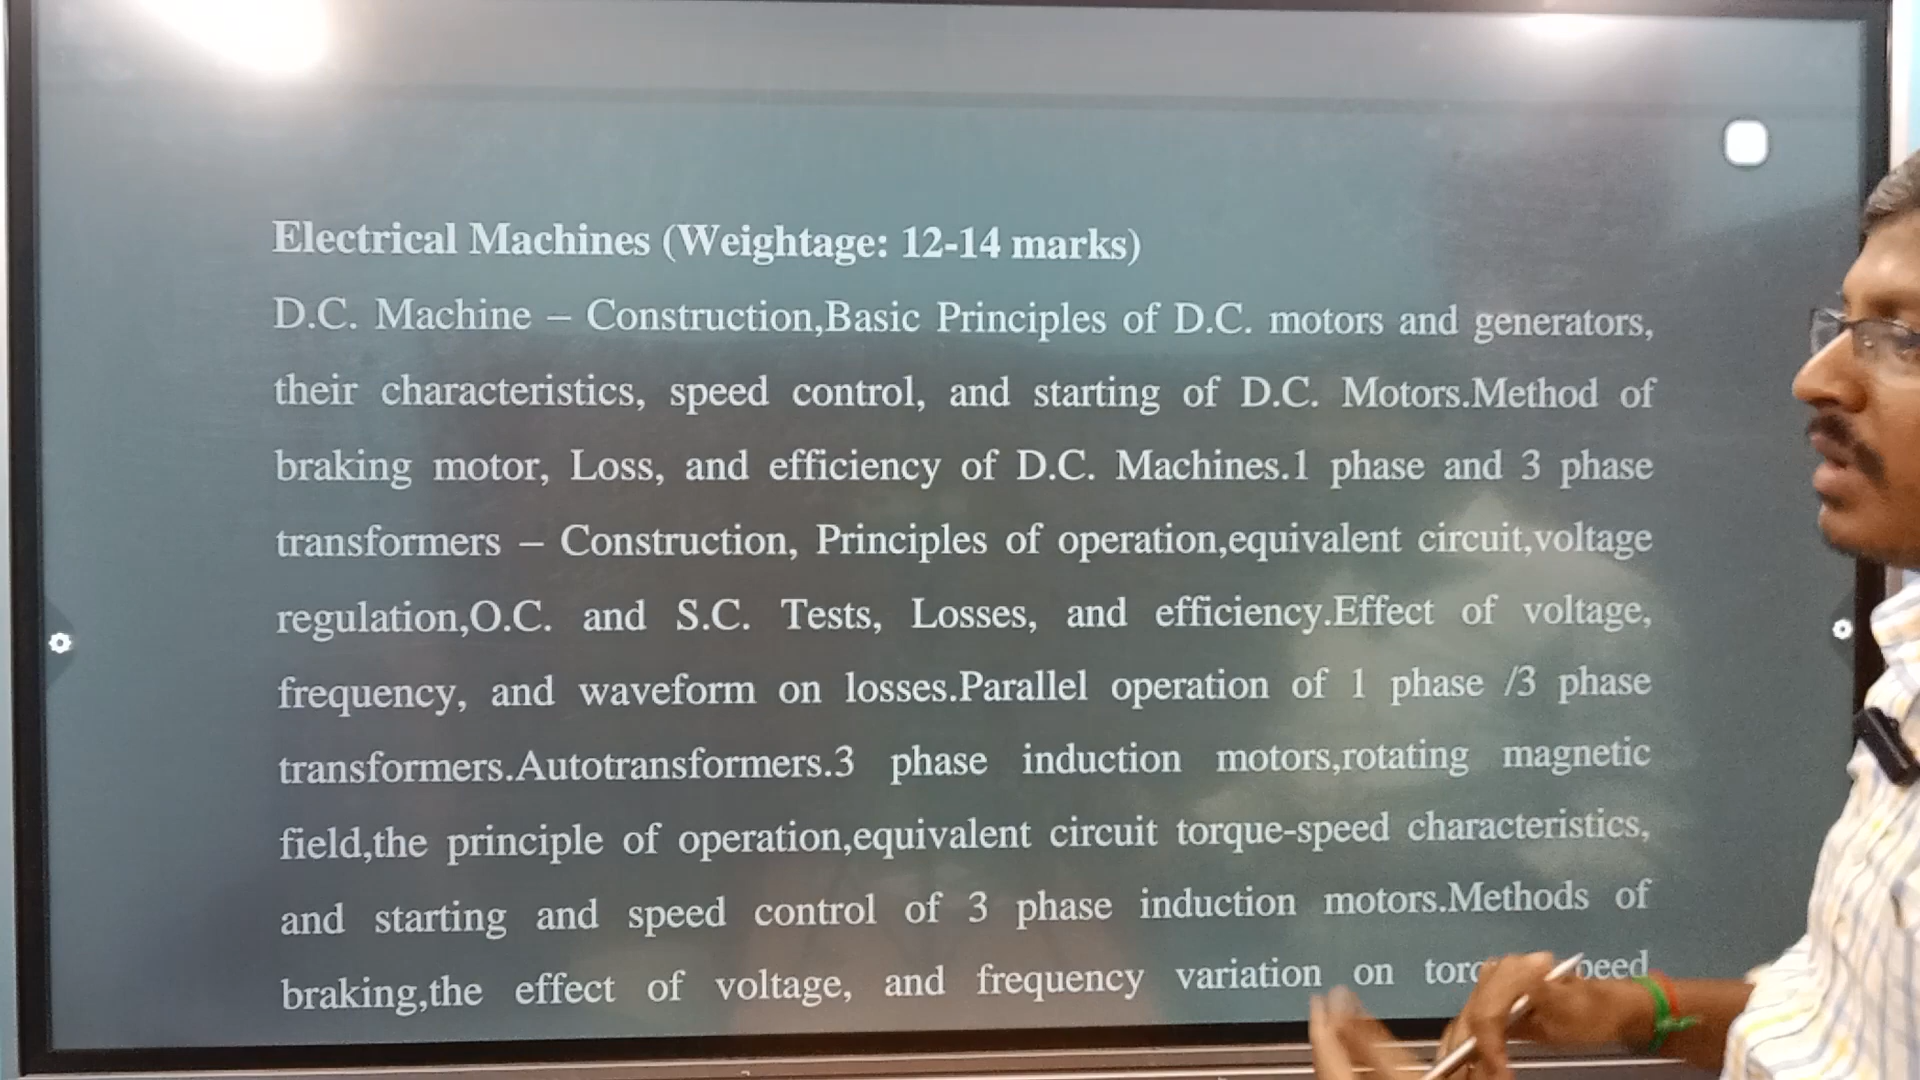 Electrical Machines (Weightage: 12-14 marks)
D.C. Machine – Construction,Basic Principles of D.C. motors and generators,
their characteristics, speed control, and starting of D.C. Motors.Method of
braking motor, Loss, and efficiency of D.C. Machines.1 phase and 3 phase
transformers – Construction, Principles of operation,equivalent circuit,voltage
regulation,O.C. and S.C. Tests, Losses, and efficiency.Effect of voltage,
frequency, and waveform on losses.Parallel operation of 1 phase /3 phase
transformers.Autotransformers.3 phase induction motors,rotating magnetic
field,the principle of operation,equivalent circuit torque-speed characteristics,
and starting and speed control of 3 phase induction motors.Methods of
braking,the effect of voltage, and frequency variation on